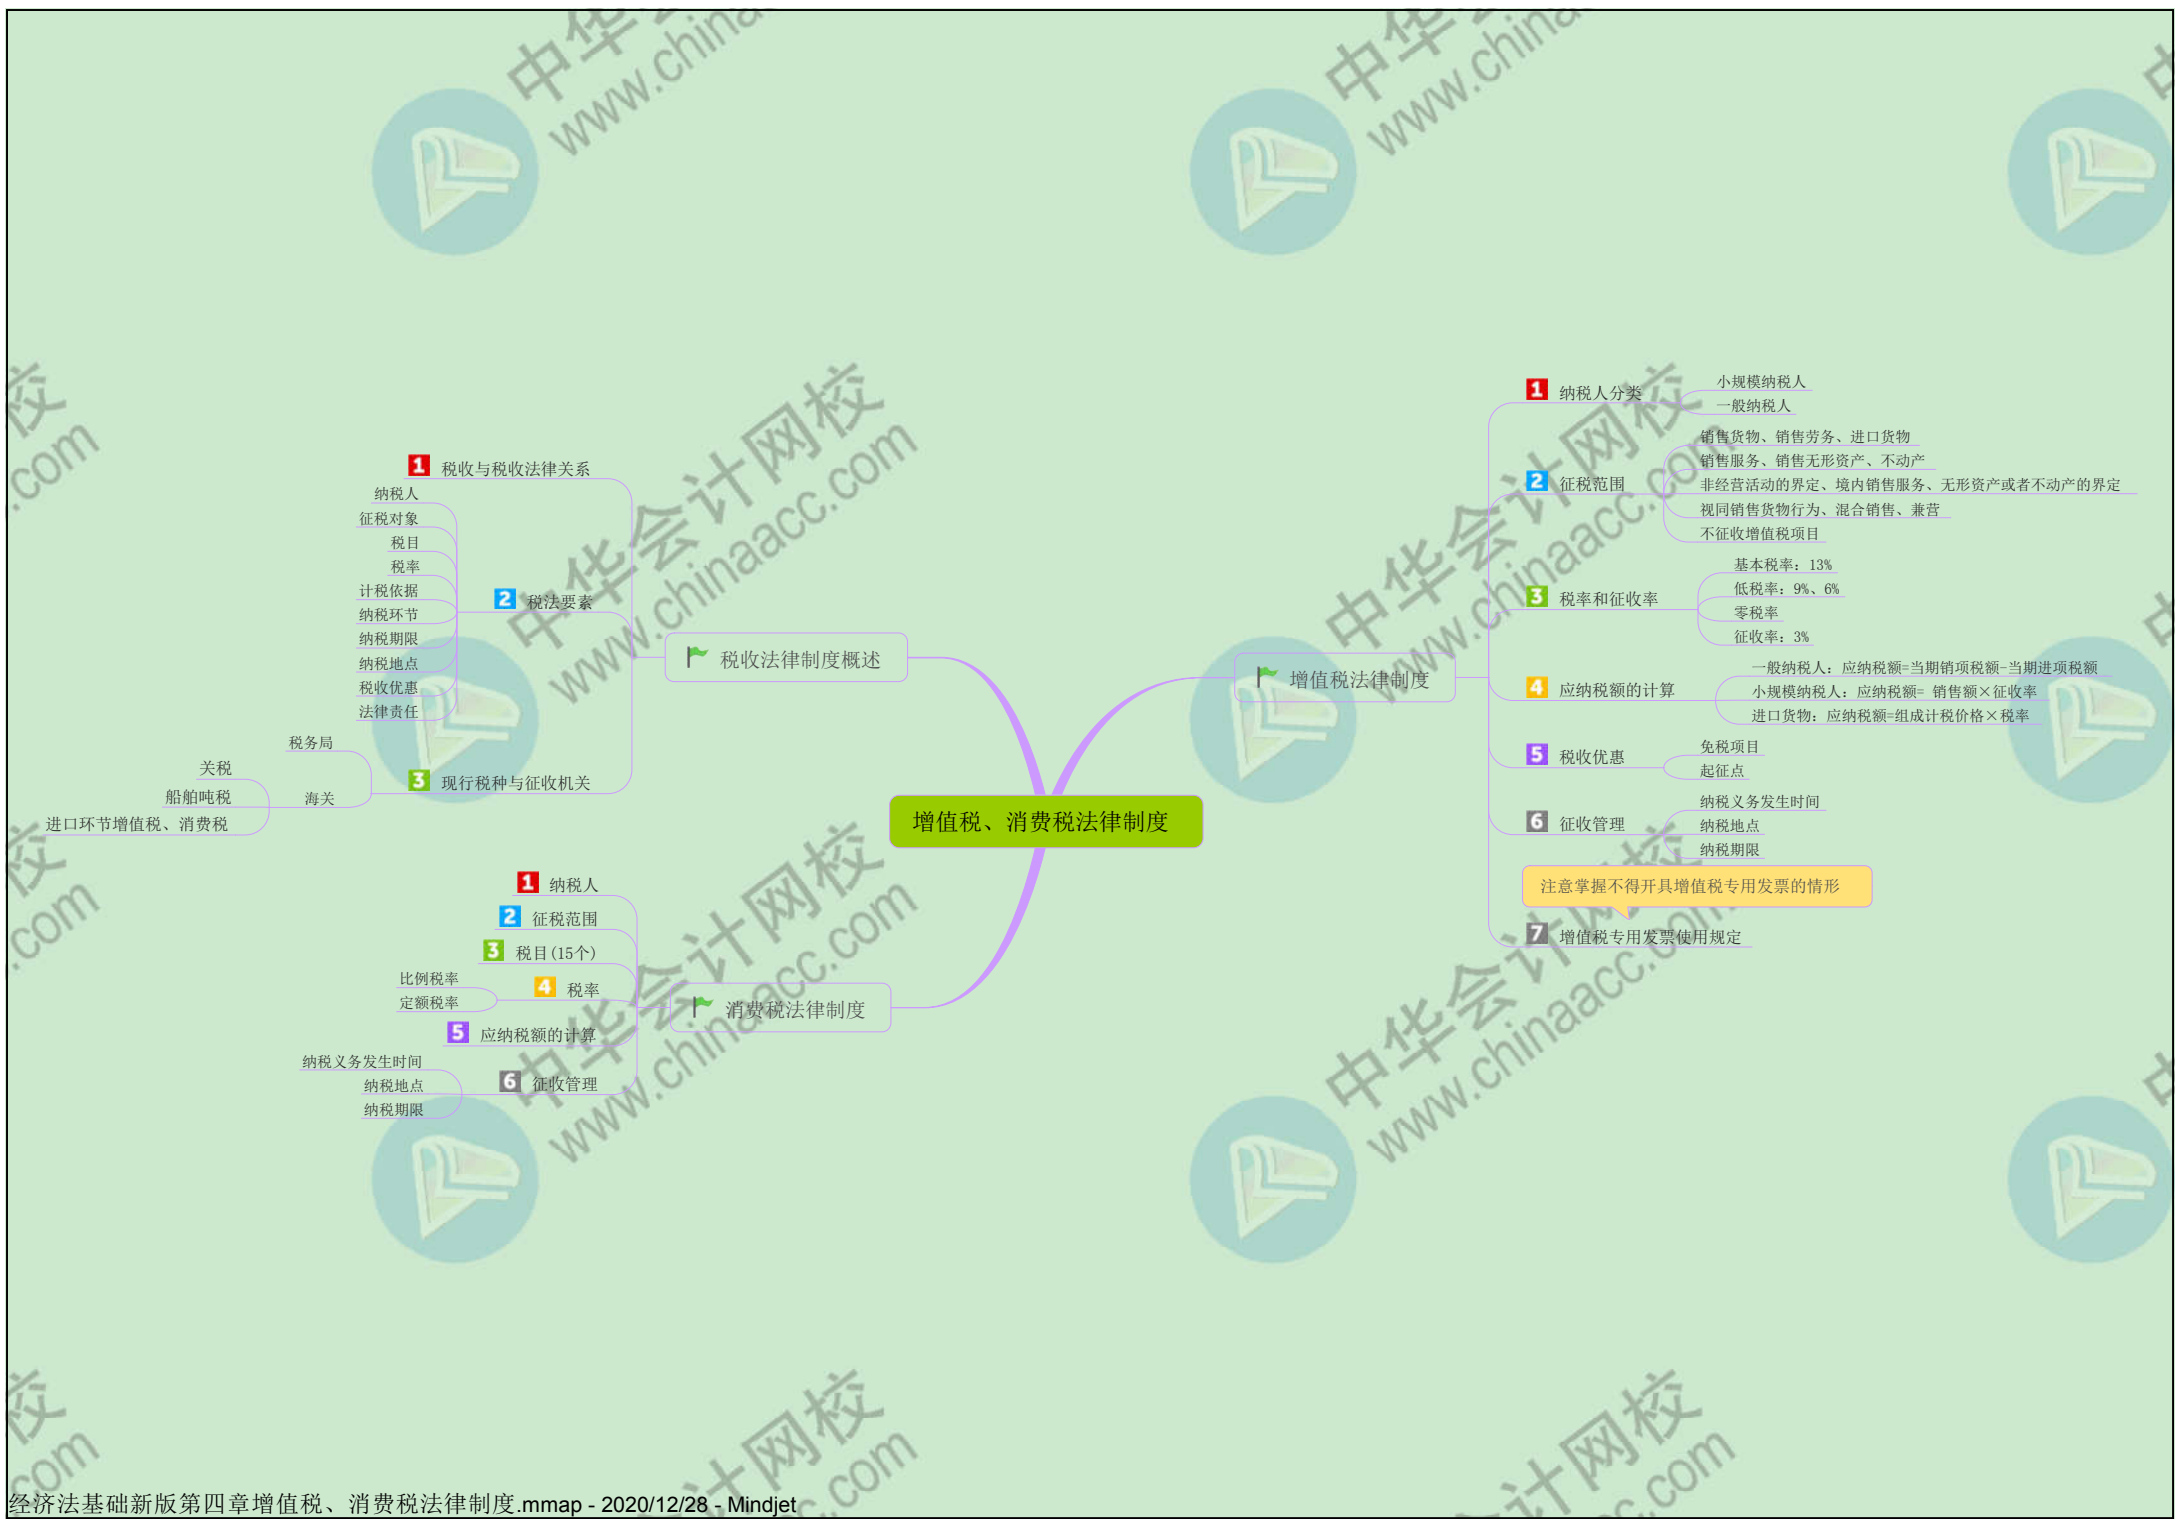 增值税、消费税法律制度
税收法律制度概述
1 税收与税收法律关系
2 税法要素
纳税人
征税对象
税目
税率
计税依据
纳税环节
纳税期限
纳税地点
税收优惠
法律责任
3 现行税种与征收机关
税务局
海关
关税
船舶吨税
进口环节增值税、消费税
消费税法律制度
1 纳税人
2 征税范围
3 税目(15个)
4 税率
比例税率
定额税率
5 应纳税额的计算
6 征收管理
纳税义务发生时间
纳税地点
纳税期限
增值税法律制度
1 纳税人分类
小规模纳税人
一般纳税人
2 征税范围
销售货物、销售劳务、进口货物
销售服务、销售无形资产、不动产
非经营活动的界定、境内销售服务、无形资产或者不动产的界定
视同销售货物行为、混合销售、兼营
不征收增值税项目
3 税率和征收率
基本税率：13%
低税率：9%、6%
零税率
征收率：3%
4 应纳税额的计算
一般纳税人：应纳税额=当期销项税额-当期进项税额
小规模纳税人：应纳税额= 销售额×征收率
进口货物：应纳税额=组成计税价格×税率
5 税收优惠
免税项目
起征点
6 征收管理
纳税义务发生时间
纳税地点
纳税期限
注意掌握不得开具增值税专用发票的情形
7 增值税专用发票使用规定
经济法基础新版第四章增值税、消费税法律制度.mmap - 2020/12/28 - Mindjet
中华会计网校
www.chinaacc.com